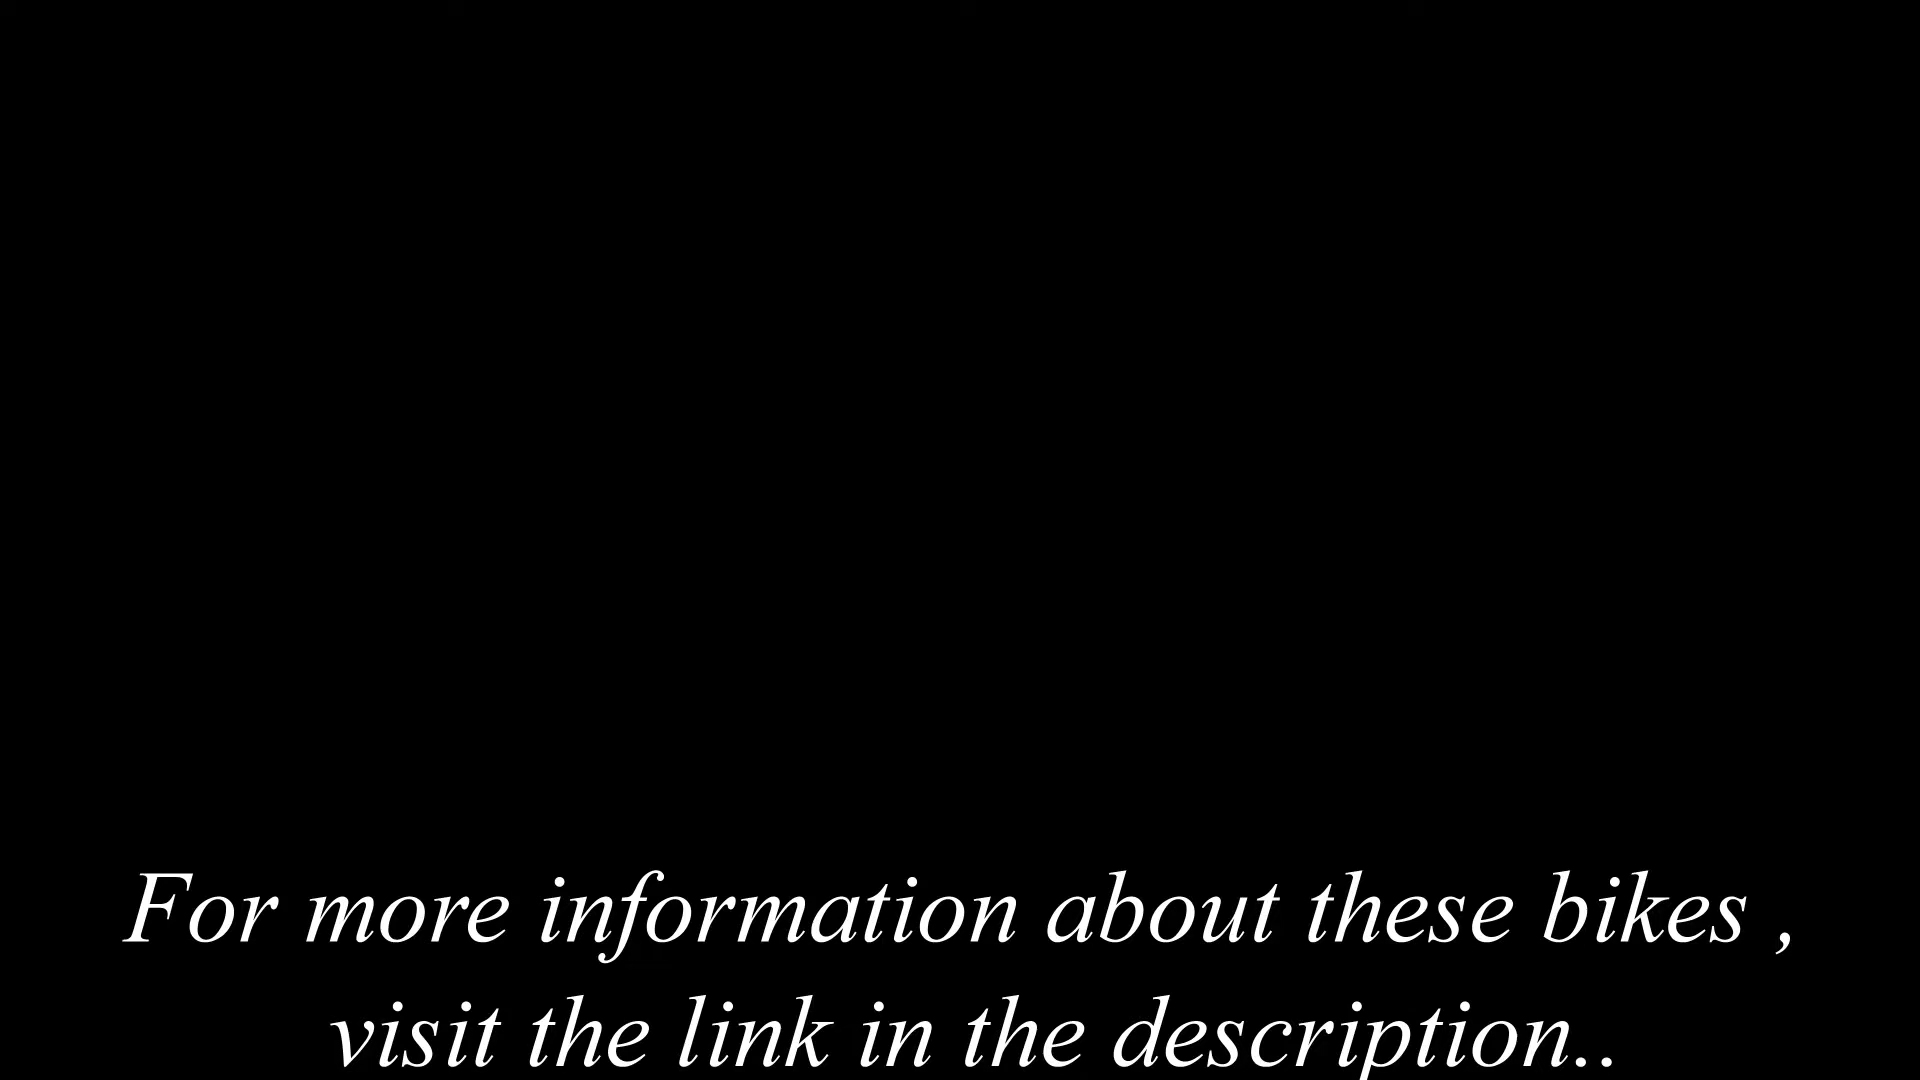 For more information about these bikes ,
visit the link in the description..